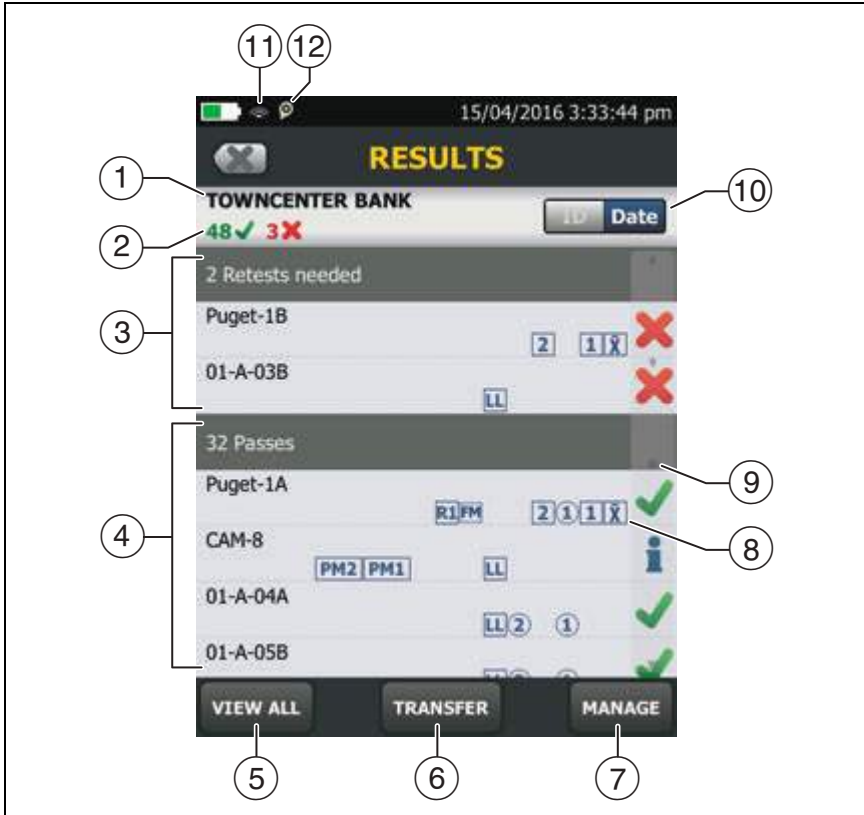 11 12
15/04/2016 3:33:44 pm
RESULTS
1
TOWNCENTER BANK
ID Date
10
2
48 3
3
2 Retests needed
Puget-1B
2 1
01-A-03B
LL
4
32 Passes
9
Puget-1A
R1 FM 2 1 1
8
CAM-8
PM2 PM1 LL
01-A-04A
LL 2 1
01-A-05B
VIEW ALL TRANSFER MANAGE
5 6 7